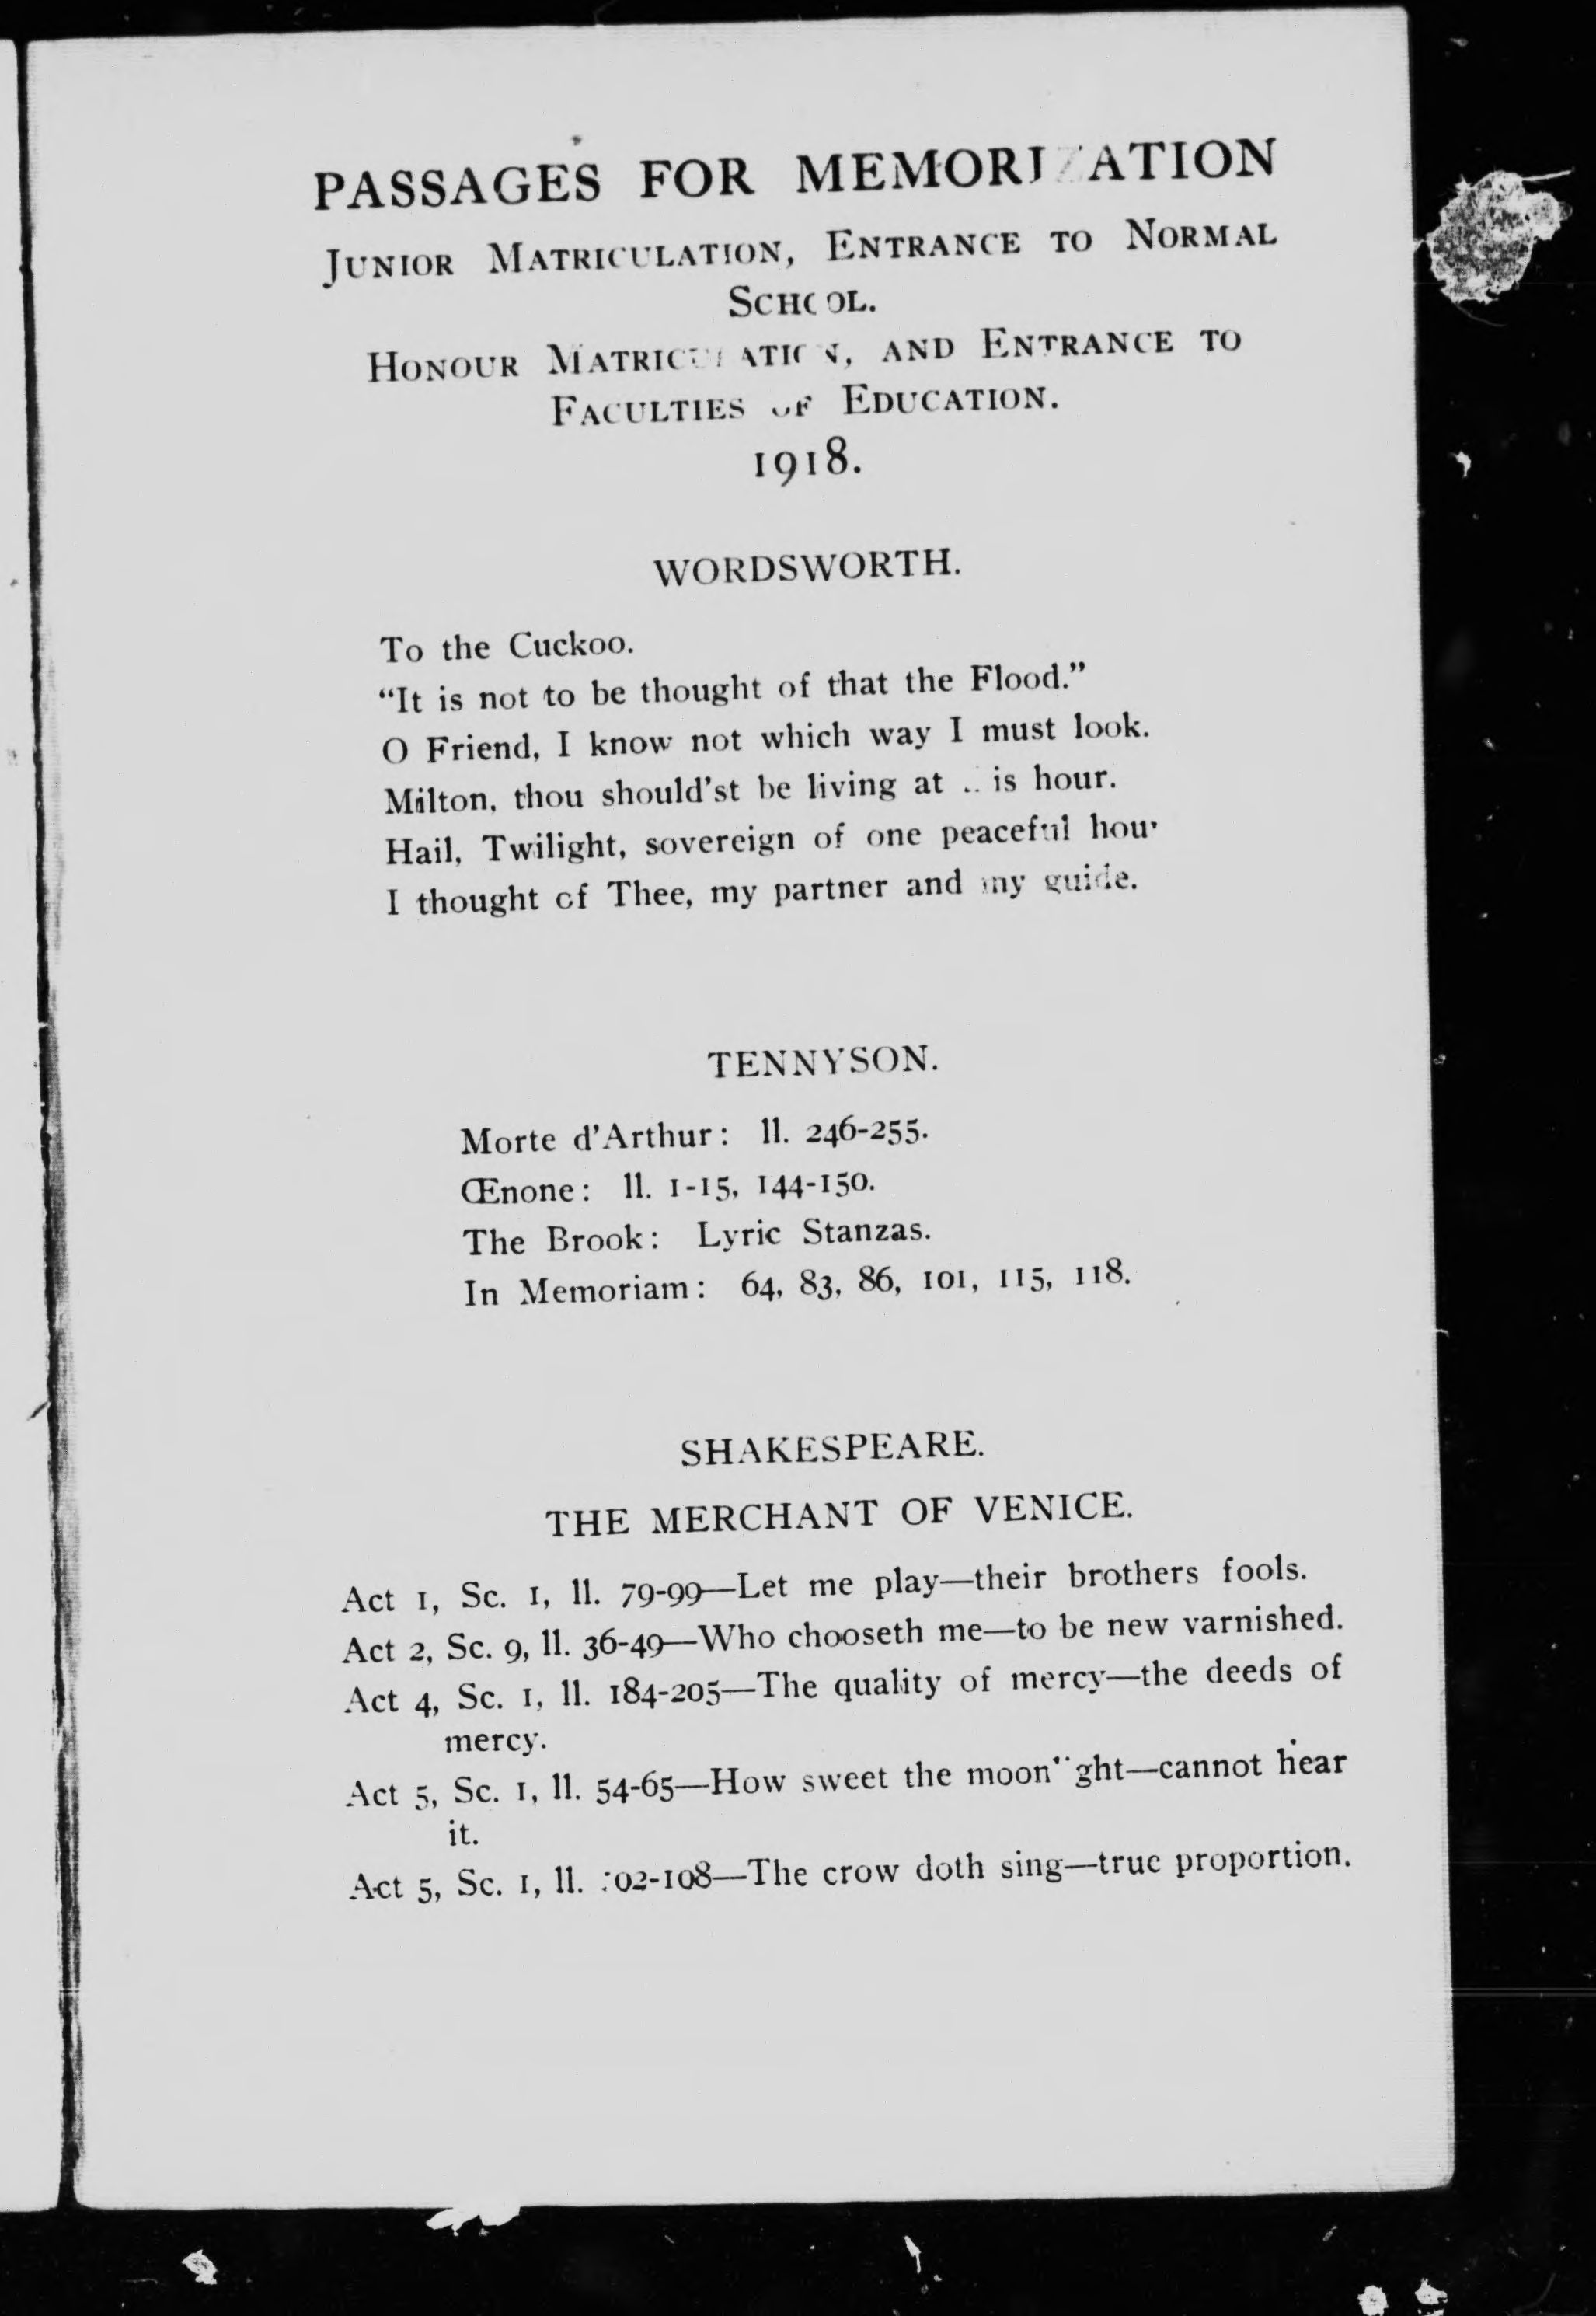 PASSAGES FOR MEMORIZATION
JUNIOR MATRICULATION, ENTRANCE TO NORMAL
SCHOOL.
HONOUR MATRICULATION, AND ENTRANCE TO
FACULTIES OF EDUCATION.
1918.
WORDSWORTH.
To the Cuckoo.
“It is not to be thought of that the Flood.”
O Friend, I know not which way I must look.
Milton, thou should'st be living at this hour.
Hail, Twilight, sovereign of one peaceful hour
I thought of Thee, my partner and my guide.
TENNYSON.
Morte d'Arthur: ll. 246-255.
Œnone: ll. 1-15, 144-150.
The Brook: Lyric Stanzas.
In Memoriam: 64, 83, 86, 101, 115, 118.
SHAKESPEARE.
THE MERCHANT OF VENICE.
Act 1, Sc. 1, ll. 79-99—Let me play—their brothers fools.
Act 2, Sc. 9, ll. 36-49—Who chooseth me—to be new varnished.
Act 4, Sc. 1, ll. 184-205—The quality of mercy—the deeds of
mercy.
Act 5, Sc. 1, ll. 54-65—How sweet the moonlight—cannot hear
it.
Act 5, Sc. 1, ll. 102-108—The crow doth sing—true proportion.